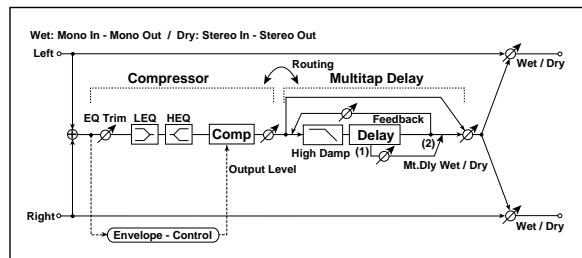 Wet: Mono In - Mono Out / Dry: Stereo In - Stereo Out
Left
Wet / Dry
Routing
Compressor
Multitap Delay
EQ Trim
LEQ
HEQ
Comp
Feedback
High Damp
Delay
(1)
(2)
Output Level
Mt.Dly Wet / Dry
Right
Wet / Dry
Envelope - Control